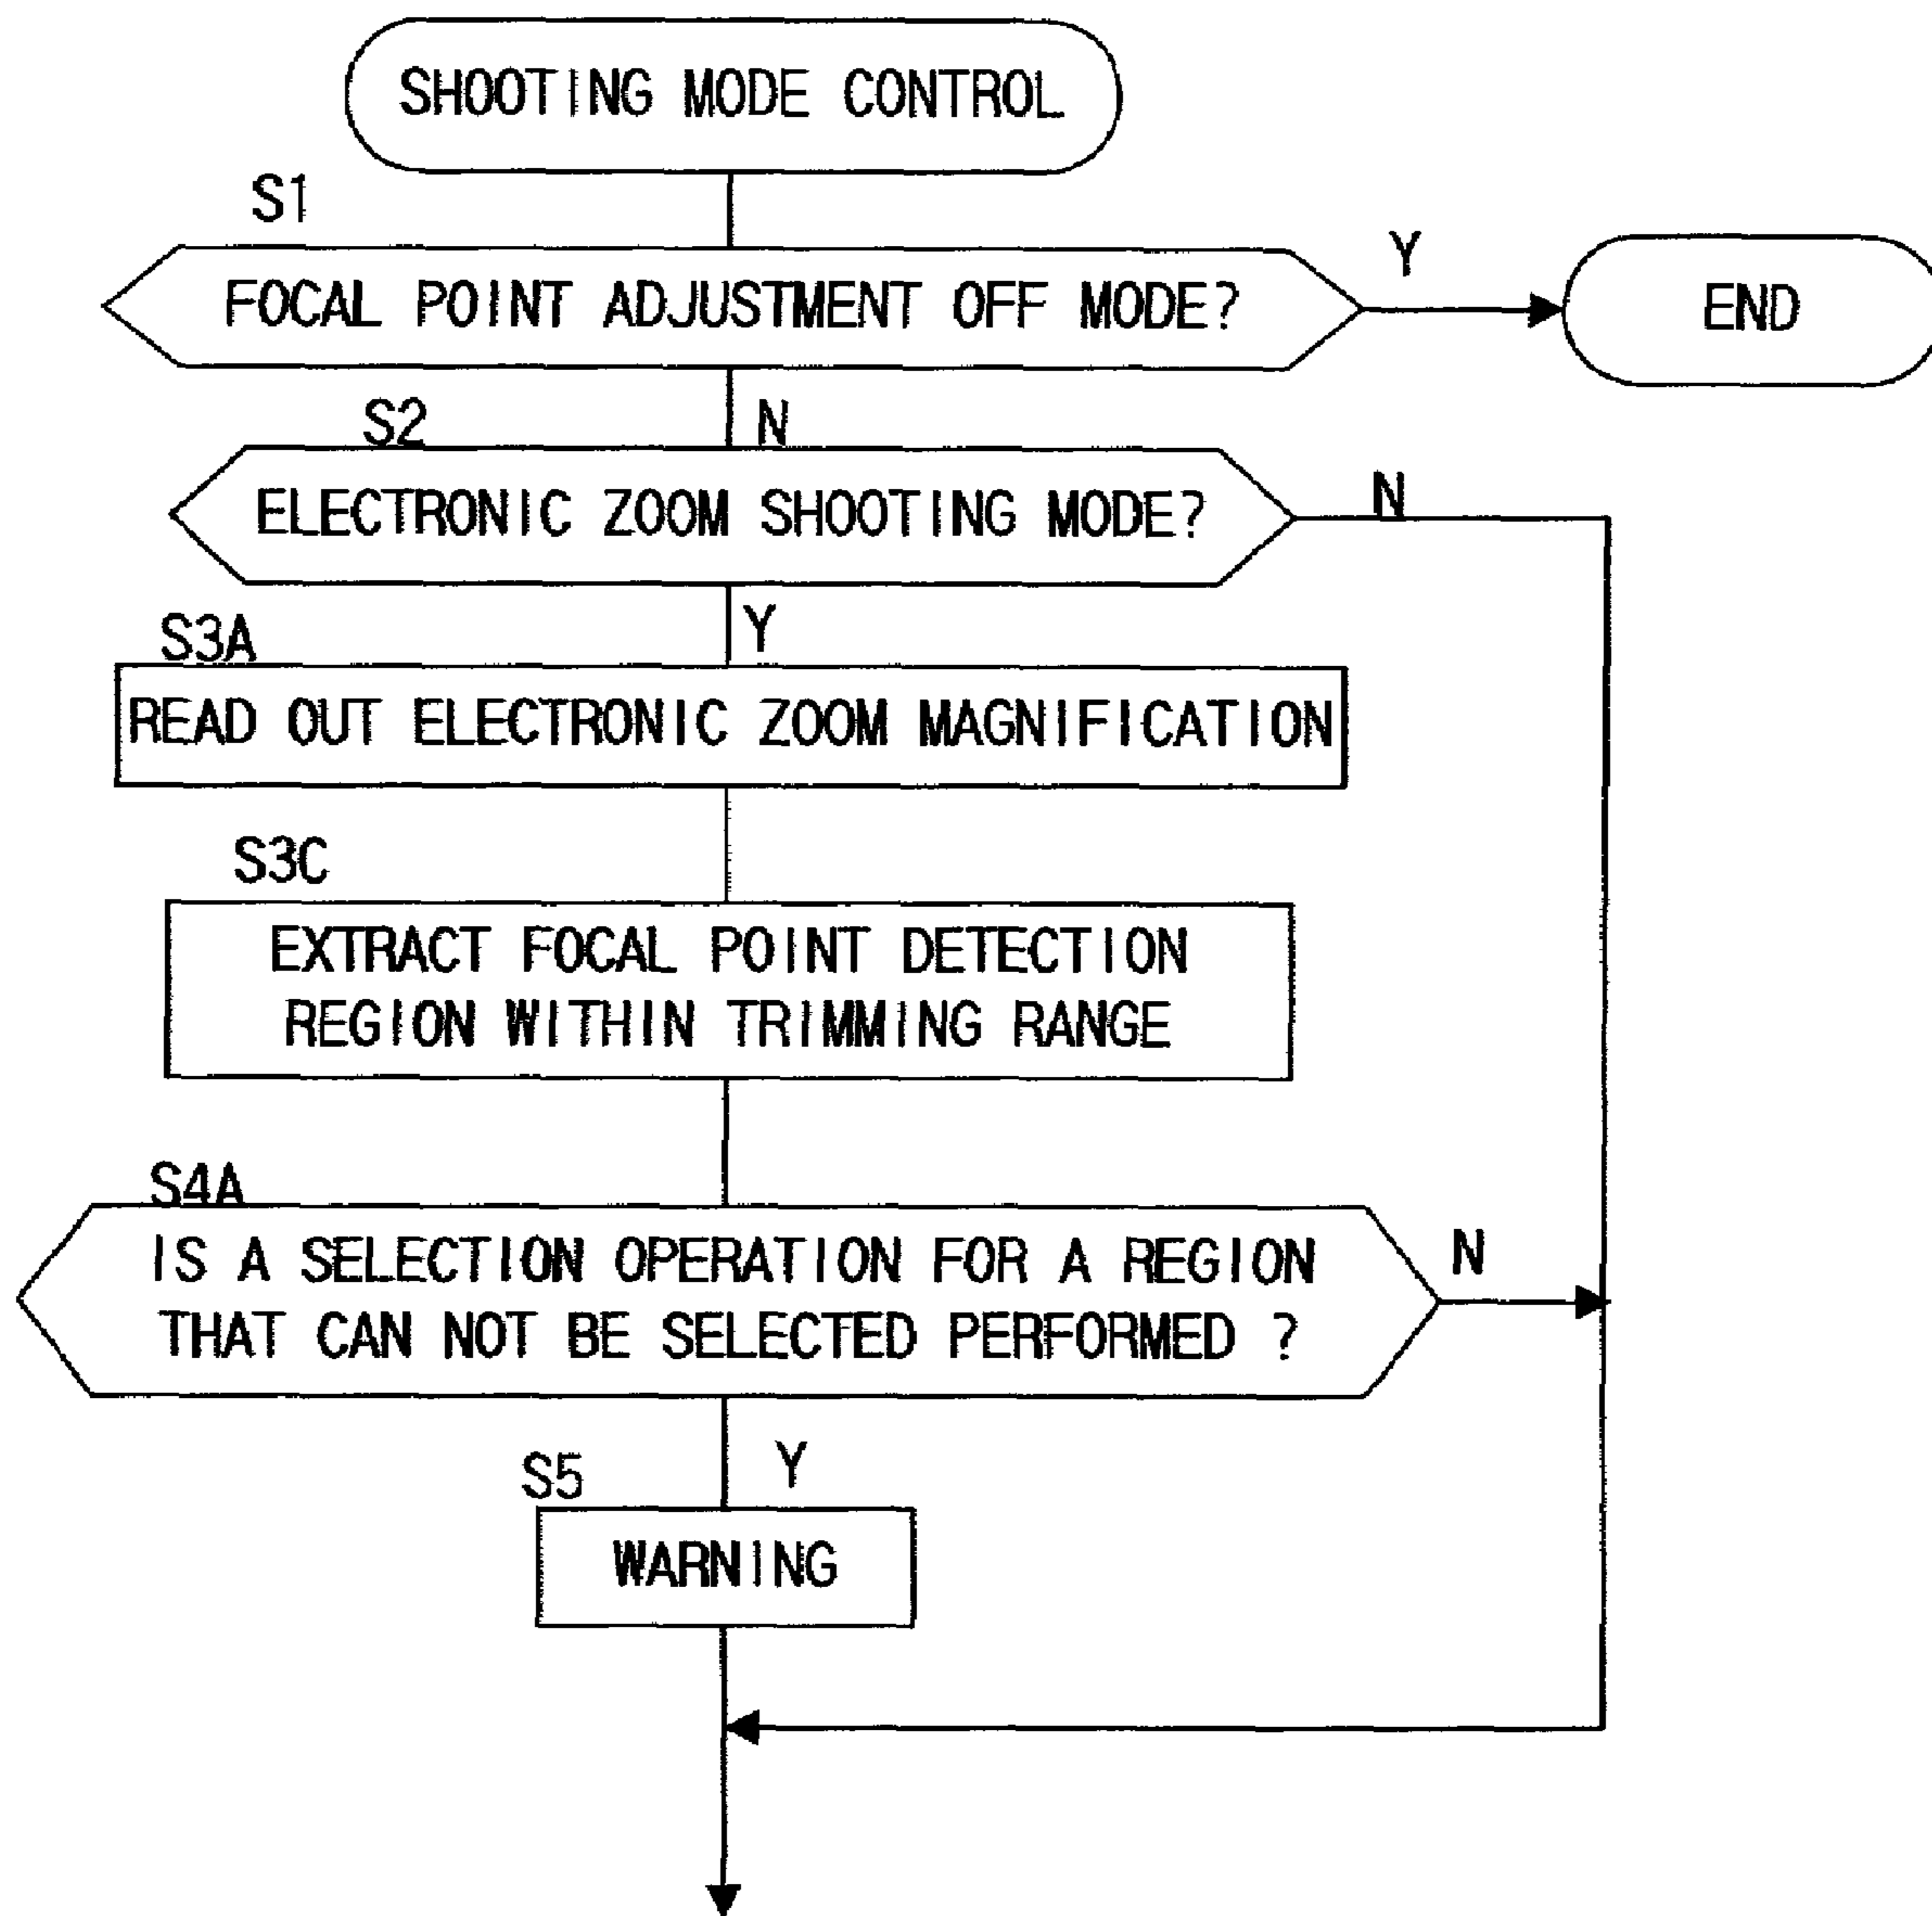 SHOOTING MODE CONTROL
S1
FOCAL POINT ADJUSTMENT OFF MODE?
Y
END
S2
N
ELECTRONIC ZOOM SHOOTING MODE?
N
Y
S3A
READ OUT ELECTRONIC ZOOM MAGNIFICATION
S3C
EXTRACT FOCAL POINT DETECTION
REGION WITHIN TRIMMING RANGE
S4A
IS A SELECTION OPERATION FOR A REGION
THAT CAN NOT BE SELECTED PERFORMED ?
N
Y
S5
WARNING